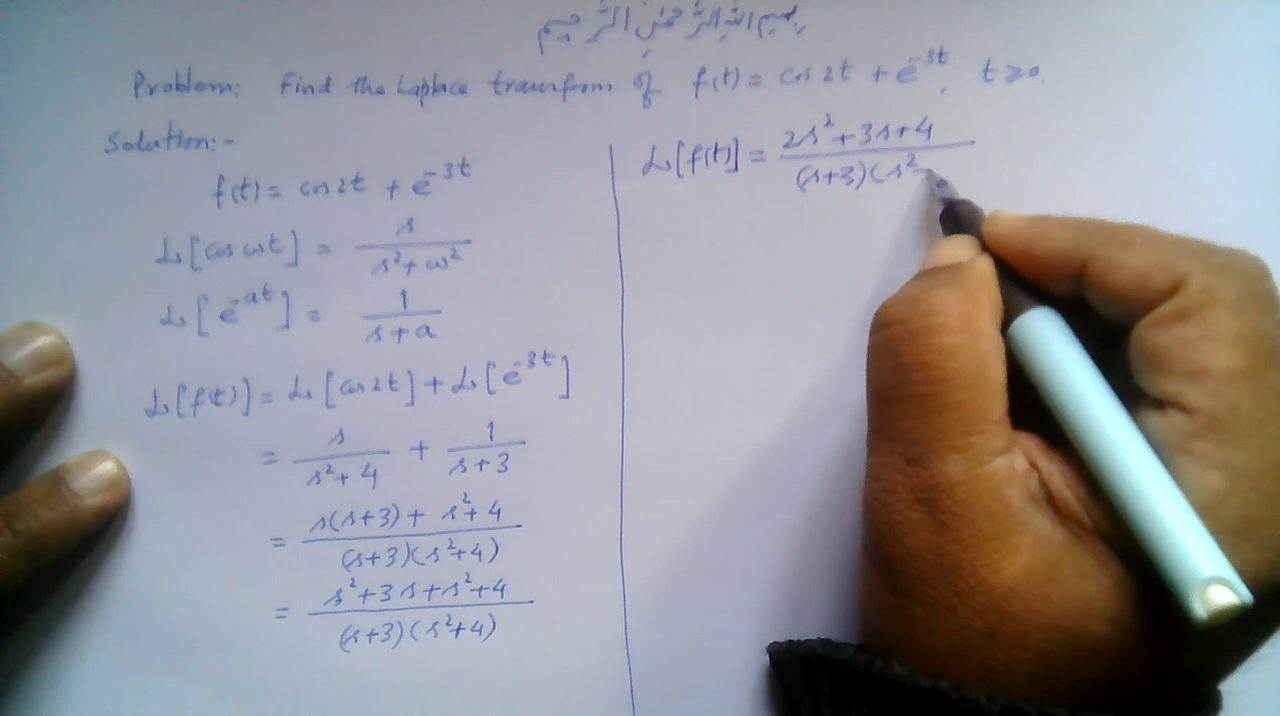 بسم الله الرحمن الرحيم
Problem: Find the Laplace transfrom of f(t) = cos 2t + e^-3t, t≥0.
Solution:-
f(t) = cos 2t + e^-3t
L[cos ωt] = s / s²+ω²
L[e^-at] = 1 / s+a
L[f(t)] = L[cos 2t] + L[e^-3t]
= s / s²+4 + 1 / s+3
= s(s+3) + s²+4 / (s+3)(s²+4)
= s²+3s+s²+4 / (s+3)(s²+4)
L[f(t)] = 2s²+3s+4 / (s+3)(s²